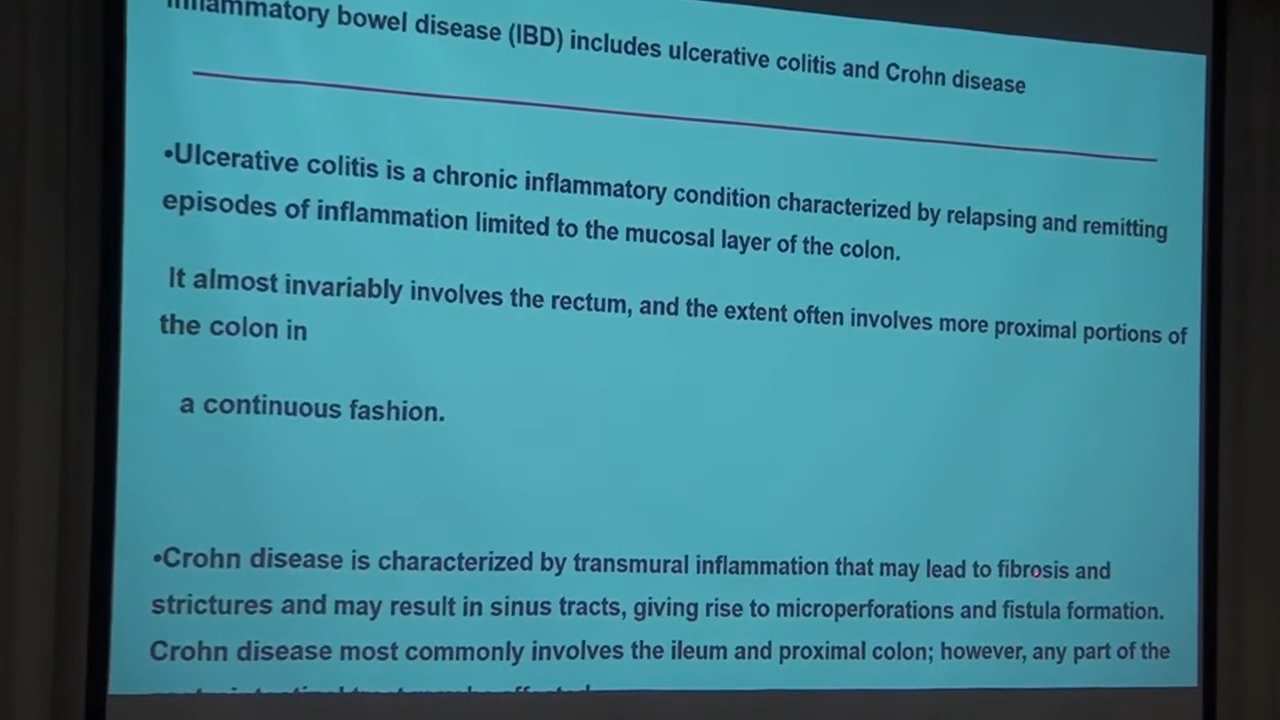 Inflammatory bowel disease (IBD) includes ulcerative colitis and Crohn disease
•Ulcerative colitis is a chronic inflammatory condition characterized by relapsing and remitting
episodes of inflammation limited to the mucosal layer of the colon.
It almost invariably involves the rectum, and the extent often involves more proximal portions of
the colon in
a continuous fashion.
•Crohn disease is characterized by transmural inflammation that may lead to fibrosis and
strictures and may result in sinus tracts, giving rise to microperforations and fistula formation.
Crohn disease most commonly involves the ileum and proximal colon; however, any part of the